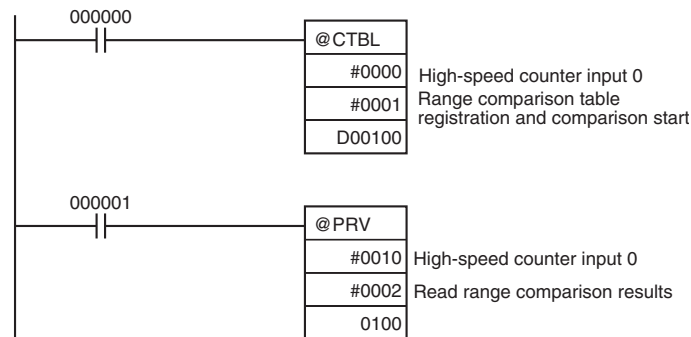 000000
@CTBL
#0000 High-speed counter input 0
#0001 Range comparison table
registration and comparison start
D00100
000001
@PRV
#0010 High-speed counter input 0
#0002 Read range comparison results
0100